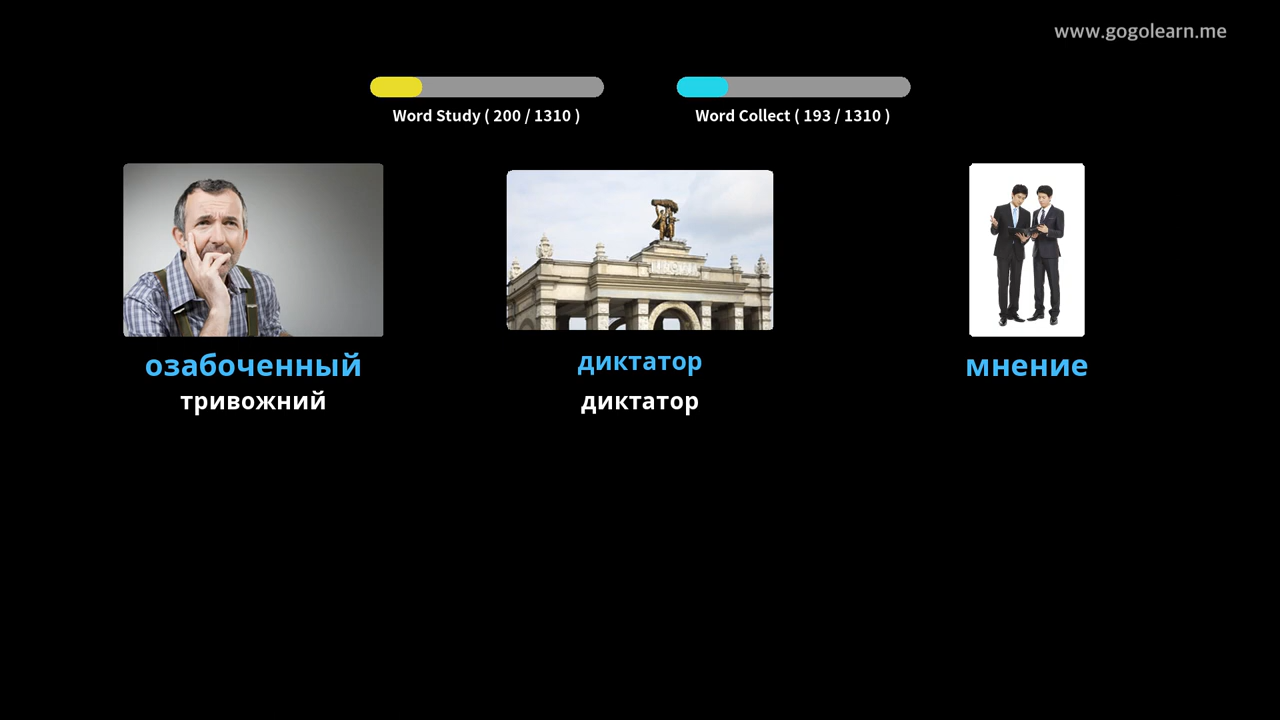 www.gogolearn.me
Word Study ( 200 / 1310 )
Word Collect ( 193 / 1310 )
озабоченный
тривожний
диктатор
диктатор
мнение